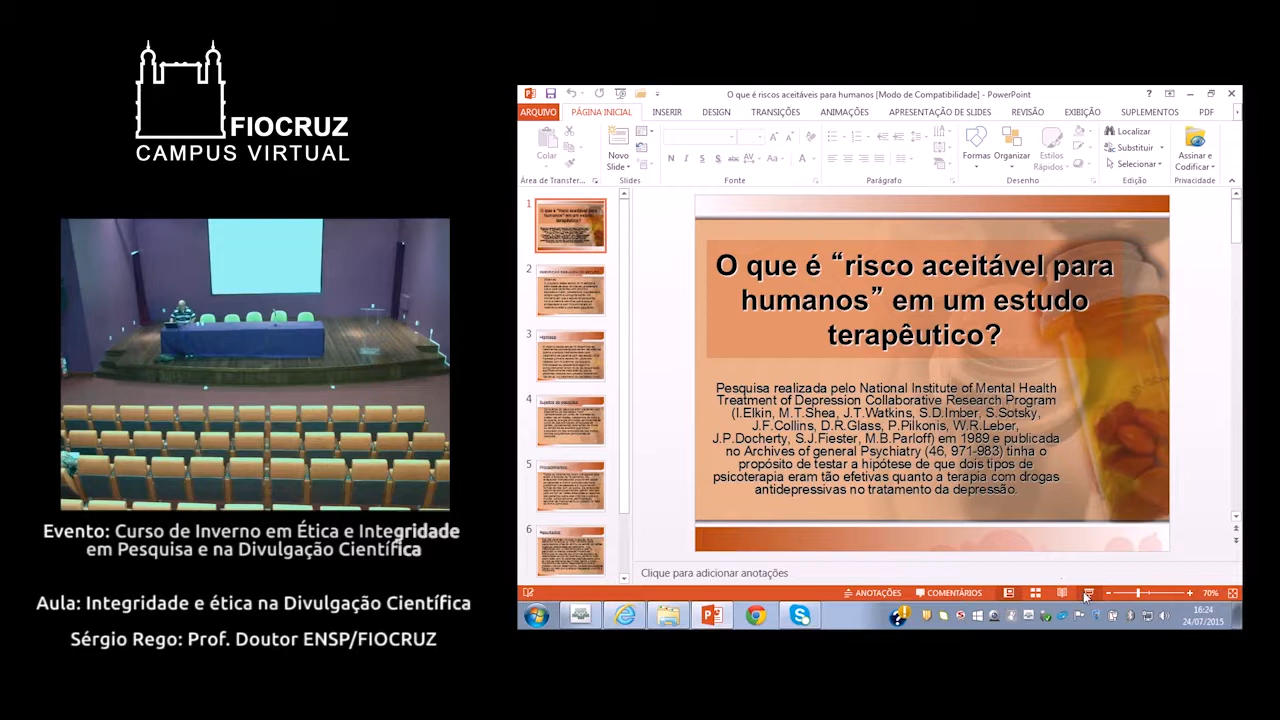 FIOCRUZ
CAMPUS VIRTUAL
Evento: Curso de Inverno em Ética e Integridade
em Pesquisa e na Divulgação Científica
Aula: Integridade e ética na Divulgação Científica
Sérgio Rego: Prof. Doutor ENSP/FIOCRUZ
O que é riscos aceitáveis para humanos [Modo de Compatibilidade] - PowerPoint
ARQUIVO PÁGINA INICIAL INSERIR DESIGN TRANSIÇÕES ANIMAÇÕES APRESENTAÇÃO DE SLIDES REVISÃO EXIBIÇÃO SUPLEMENTOS PDF
Colar
Novo
Slide
Formas
Organizar
Estilos
Rápidos
Localizar
Substituir
Selecionar
Assinar e
Codificar
Área de Transfer...
Slides
Fonte
Parágrafo
Desenho
Edição
Privacidade
1
2
3
4
5
6
O que é “risco aceitável para
humanos” em um estudo
terapêutico?
Pesquisa realizada pelo National Institute of Mental Health
Treatment of Depression Collaborative Research Program
(I.Elkin, M.T.Shea, J.T.Watkins, S.D.Imber, S.Sotsky,
J.F.Collins, D.R.Glass, P.Pilkonis, W.R.Leber,
J.P.Docherty, S.J.Fiester, M.B.Parloff) em 1989 e publicada
no Archives of general Psychiatry (46, 971-983) tinha o
propósito de testar a hipótese de que dois tipos de
psicoterapia eram tão efetivas quanto a terapia com drogas
antidepressivas no tratamento da depressão.
Clique para adicionar anotações
ANOTAÇÕES COMENTÁRIOS 70%
16:24
24/07/2015